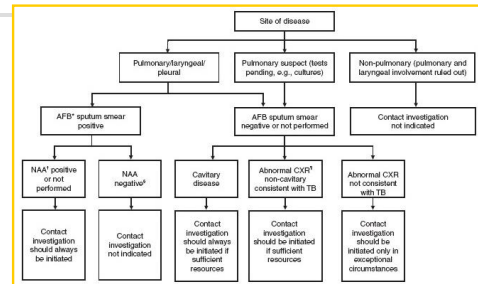 Site of disease
Pulmonary/laryngeal/
pleural
Pulmonary suspect (tests
pending, e.g., cultures)
Non-pulmonary (pulmonary and
laryngeal involvement ruled out)
AFB* sputum smear
positive
AFB sputum smear
negative or not performed
Contact investigation
not indicated
NAA† positive
or not
performed
NAA
negative§
Cavitary
disease
Abnormal CXR¶
non-cavitary
consistent with TB
Abnormal CXR
not consistent
with TB
Contact
investigation
should always
be initiated
Contact
investigation
not indicated
Contact
investigation
should always
be initiated if
sufficient
resources
Contact
investigation
should be initiated
if sufficient
resources
Contact
investigation
should be
initiated only in
exceptional
circumstances